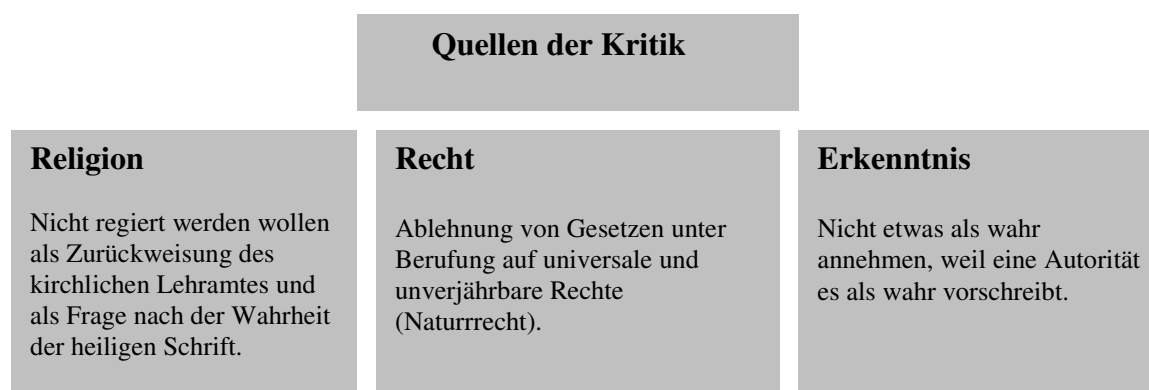 Quellen der Kritik
Religion
Nicht regiert werden wollen
als Zurückweisung des
kirchlichen Lehramtes und
als Frage nach der Wahrheit
der heiligen Schrift.
Recht
Ablehnung von Gesetzen unter
Berufung auf universale und
unverjährbare Rechte
(Naturrrecht).
Erkenntnis
Nicht etwas als wahr
annehmen, weil eine Autorität
es als wahr vorschreibt.